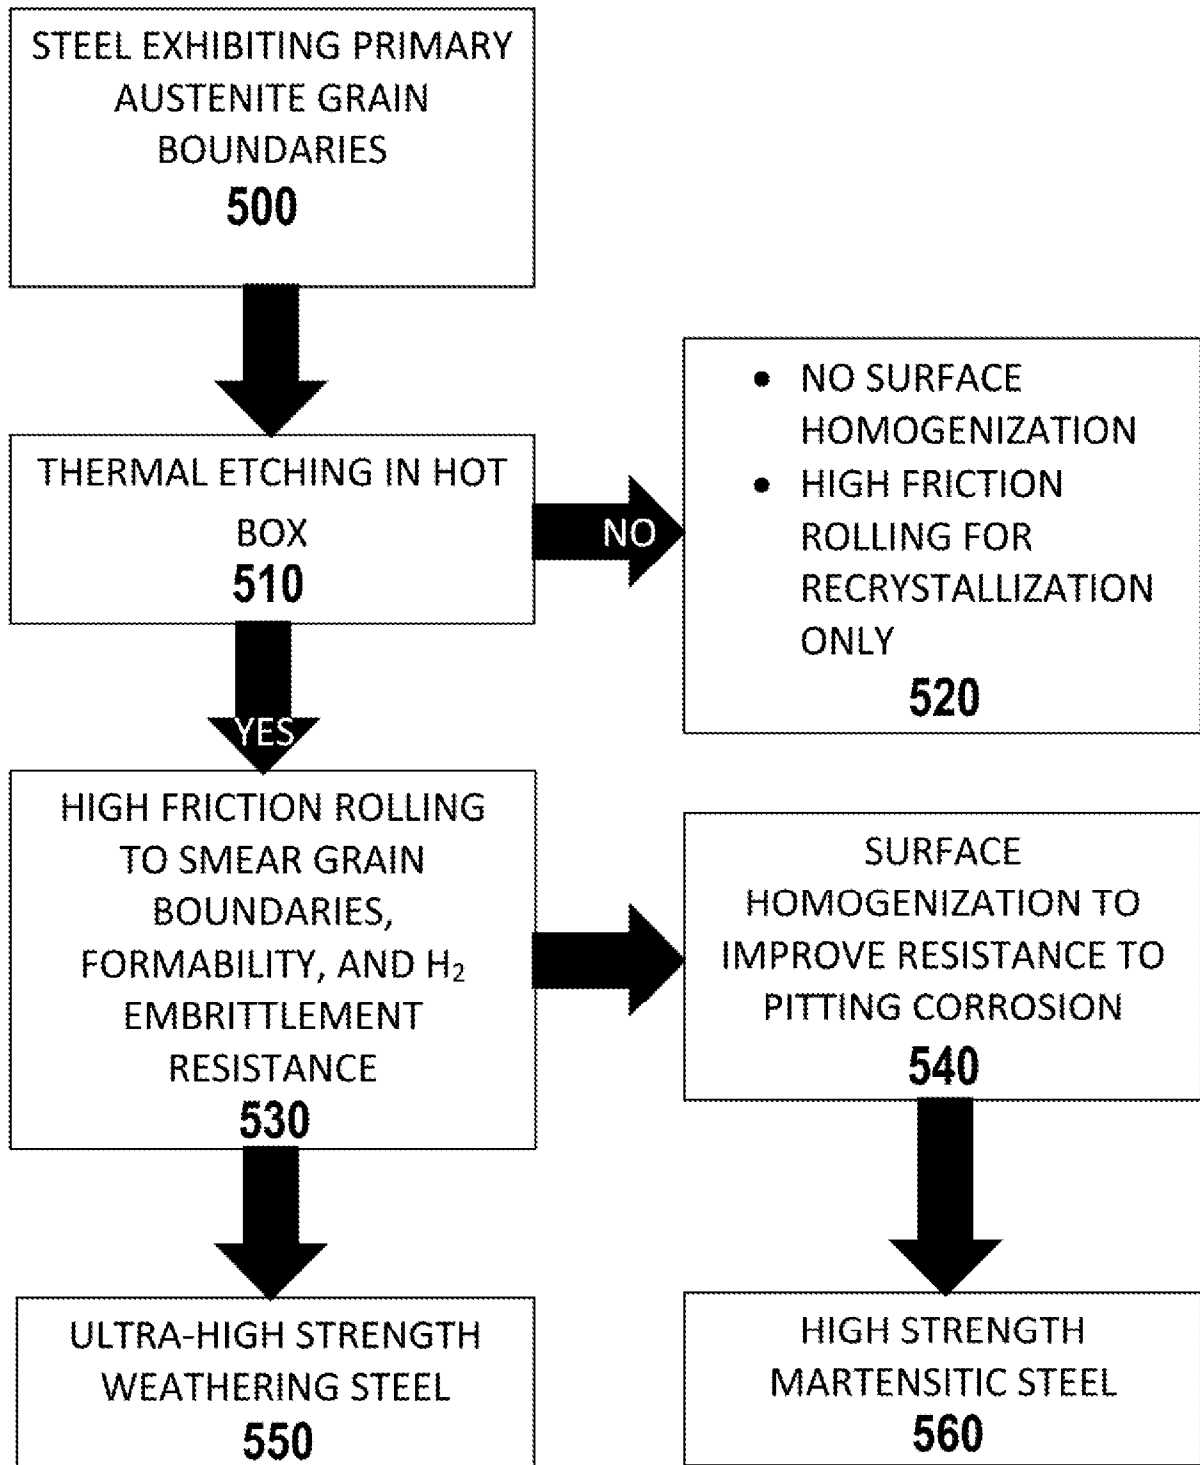 STEEL EXHIBITING PRIMARY
AUSTENITE GRAIN
BOUNDARIES
500
THERMAL ETCHING IN HOT
BOX
510
NO
• NO SURFACE
HOMOGENIZATION
• HIGH FRICTION
ROLLING FOR
RECRYSTALLIZATION
ONLY
520
YES
HIGH FRICTION ROLLING
TO SMEAR GRAIN
BOUNDARIES,
FORMABILITY, AND H₂
EMBRITTLEMENT
RESISTANCE
530
SURFACE
HOMOGENIZATION TO
IMPROVE RESISTANCE TO
PITTING CORROSION
540
ULTRA-HIGH STRENGTH
WEATHERING STEEL
550
HIGH STRENGTH
MARTENSITIC STEEL
560